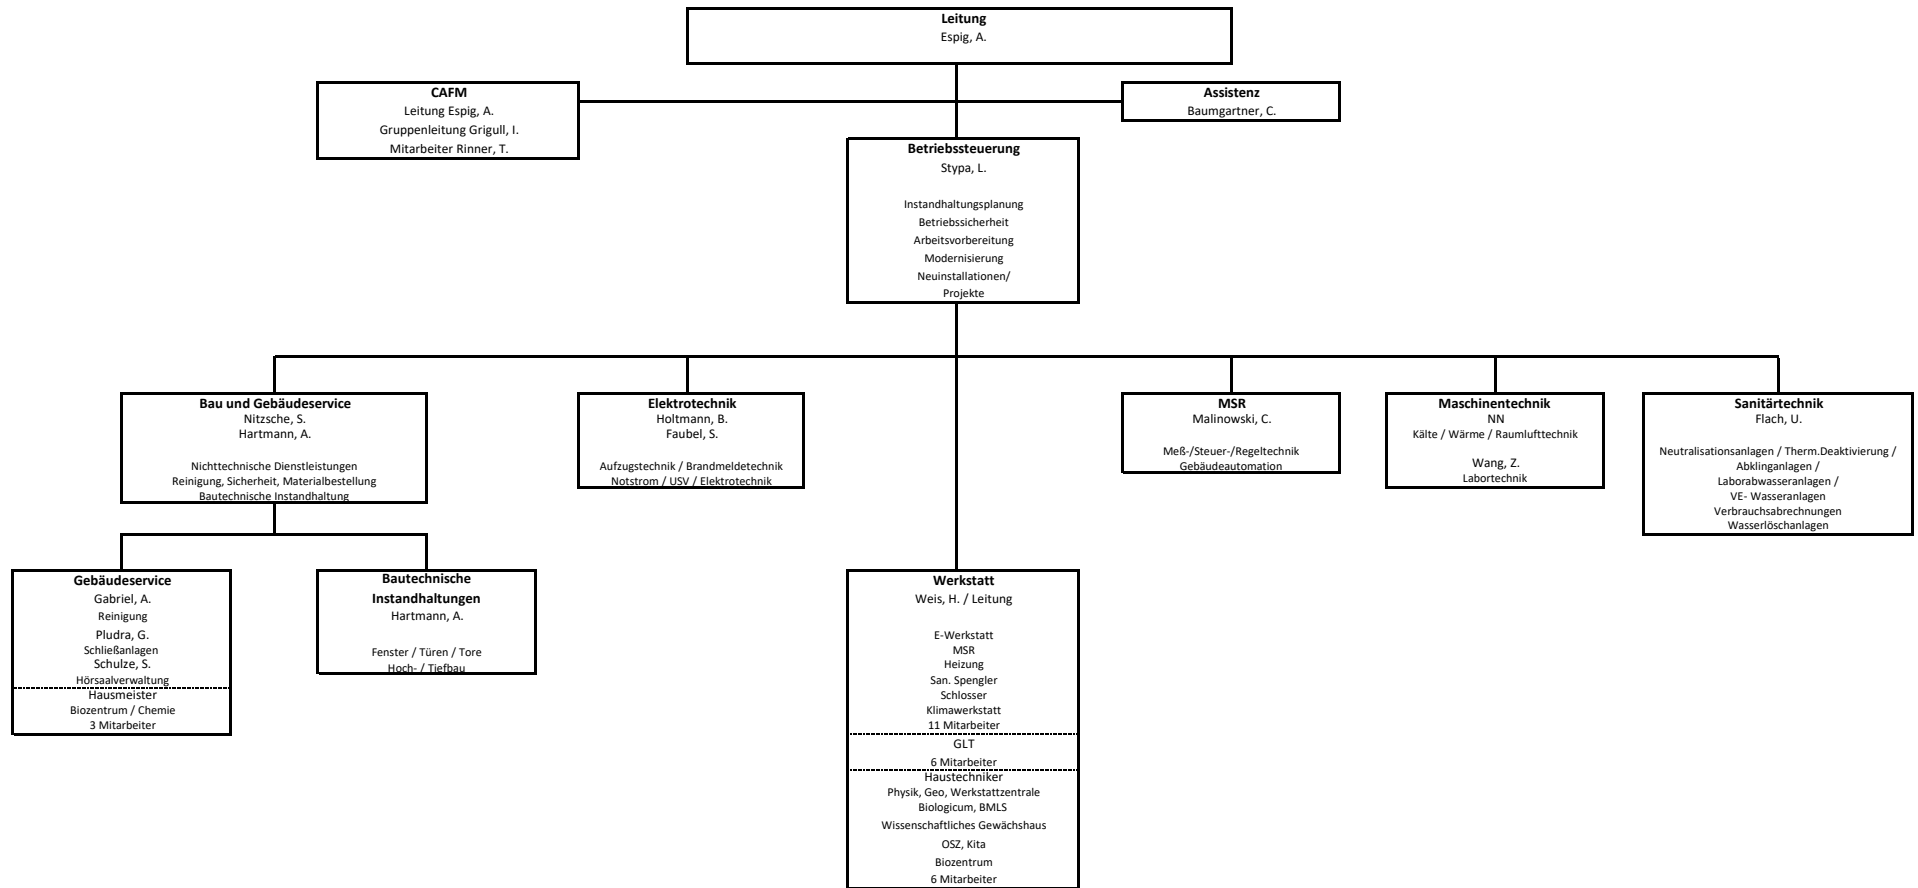 Leitung
Espig, A.
CAFM
Leitung Espig, A.
Gruppenleitung Grigull, I.
Mitarbeiter Rinner, T.
Assistenz
Baumgartner, C.
Betriebssteuerung
Stypa, L.
Instandhaltungsplanung
Betriebssicherheit
Arbeitsvorbereitung
Modernisierung
Neuinstallationen/
Projekte
Bau und Gebäudeservice
Nitzsche, S.
Hartmann, A.
Nichttechnische Dienstleistungen
Reinigung, Sicherheit, Materialbestellung
Bautechnische Instandhaltung
Elektrotechnik
Holtmann, B.
Faubel, S.
Aufzugstechnik / Brandmeldetechnik
Notstrom / USV / Elektrotechnik
MSR
Malinowski, C.
Meß-/Steuer-/Regeltechnik
Gebäudeautomation
Maschinentechnik
NN
Kälte / Wärme / Raumlufttechnik
Wang, Z.
Labortechnik
Sanitärtechnik
Flach, U.
Neutralisationsanlagen / Therm.Deaktivierung /
Abklinganlagen /
Laborabwasseranlagen /
VE- Wasseranlagen
Verbrauchsabrechnungen
Wasserlöschanlagen
Gebäudeservice
Gabriel, A.
Reinigung
Pludra, G.
Schließanlagen
Schulze, S.
Hörsaalverwaltung
Hausmeister
Biozentrum / Chemie
3 Mitarbeiter
Bautechnische
Instandhaltungen
Hartmann, A.
Fenster / Türen / Tore
Hoch- / Tiefbau
Werkstatt
Weis, H. / Leitung
E-Werkstatt
MSR
Heizung
San. Spengler
Schlosser
Klimawerkstatt
11 Mitarbeiter
GLT
6 Mitarbeiter
Haustechniker
Physik, Geo, Werkstattzentrale
Biologicum, BMLS
Wissenschaftliches Gewächshaus
OSZ, Kita
Biozentrum
6 Mitarbeiter